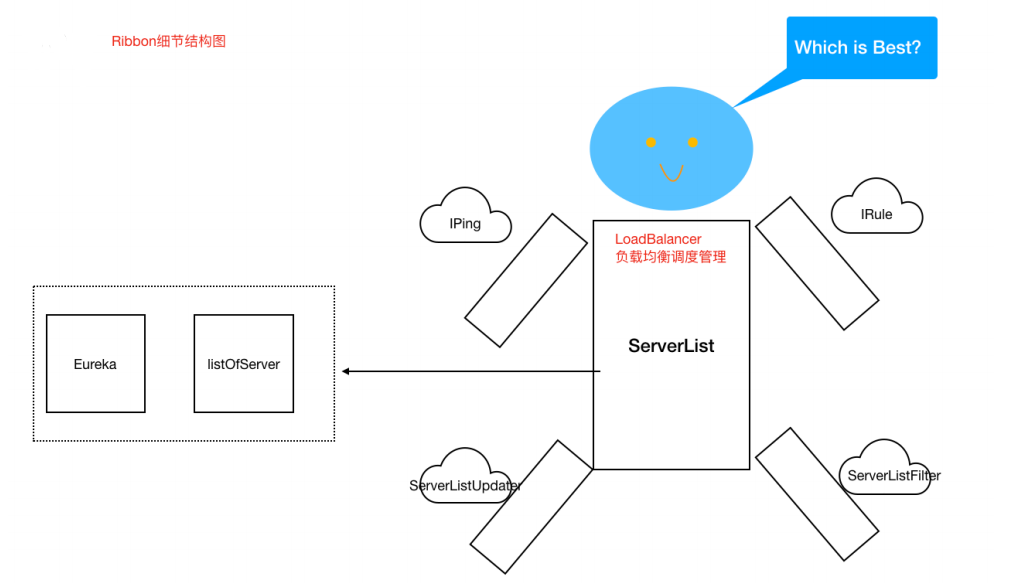 Ribbon细节结构图
Which is Best?
IPing
IRule
LoadBalancer
负载均衡调度管理
ServerList
Eureka
listOfServer
ServerListUpdater
ServerListFilter